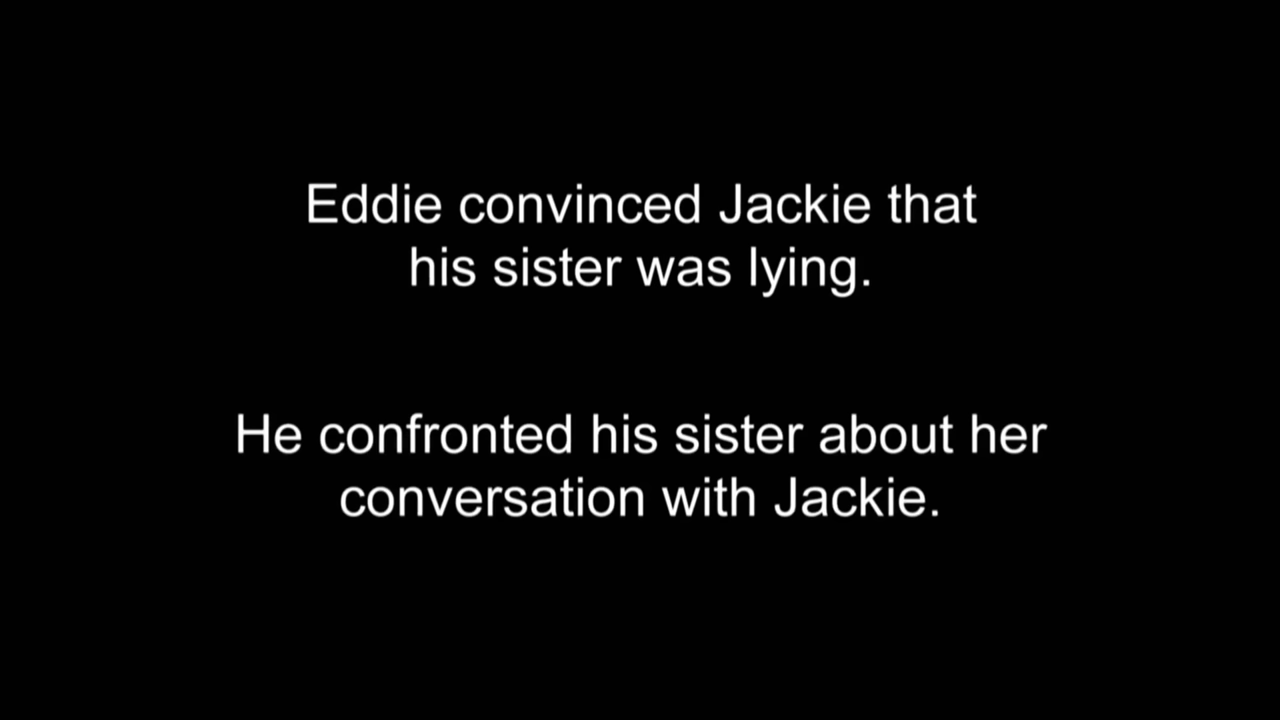 Eddie convinced Jackie that
his sister was lying.
He confronted his sister about her
conversation with Jackie.